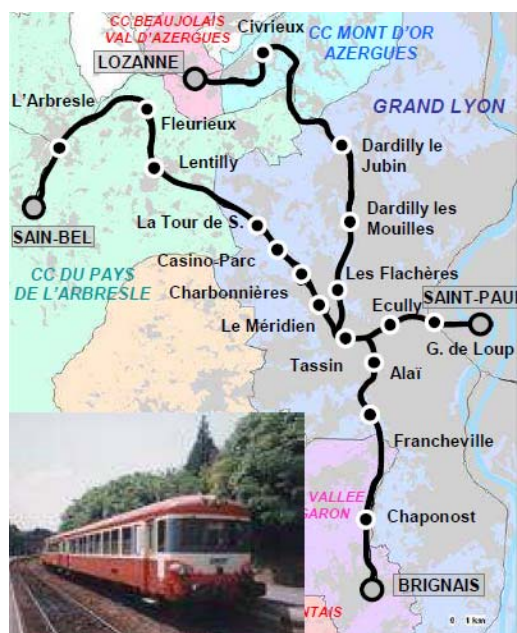 CC BEAUJOLAIS
VAL D'AZERGUES
Civrieux
CC MONT D'OR
AZERGUES
LOZANNE
L'Arbresle
GRAND LYON
Fleurieux
Dardilly le
Jubin
Lentilly
SAIN-BEL
La Tour de S.
Dardilly les
Mouilles
Casino-Parc
CC DU PAYS
DE L'ARBRESLE
Charbonnières
Les Flachères
Ecully
SAINT-PAUL
Le Méridien
G. de Loup
Tassin
Alaï
Francheville
VALLEE
GARON
Chaponost
BRIGNAIS
NTAIS
0 1 km